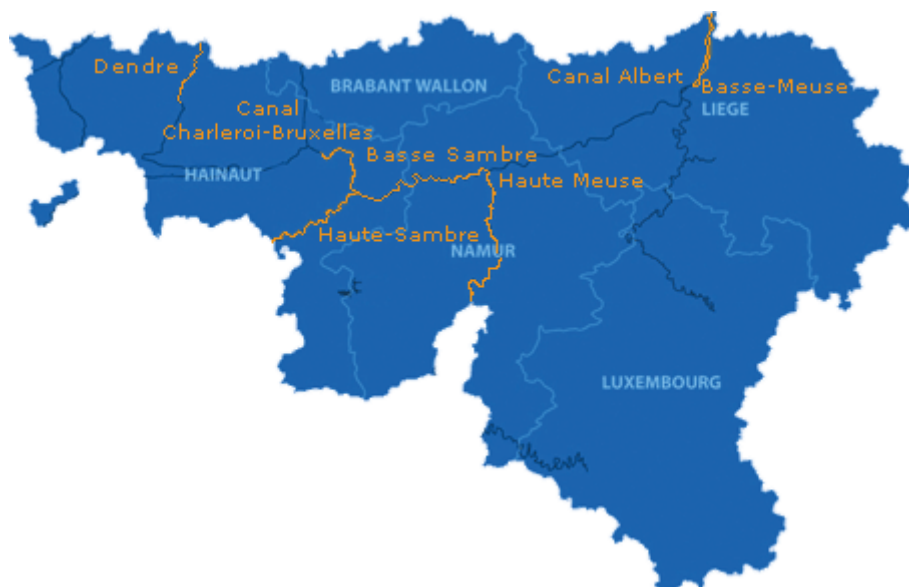 Dendre
BRABANT WALLON
Canal Albert
Basse-Meuse
LIEGE
Canal
Charleroi-Bruxelles
Basse Sambre
HAINAUT
Haute Meuse
Haute-Sambre
NAMUR
LUXEMBOURG